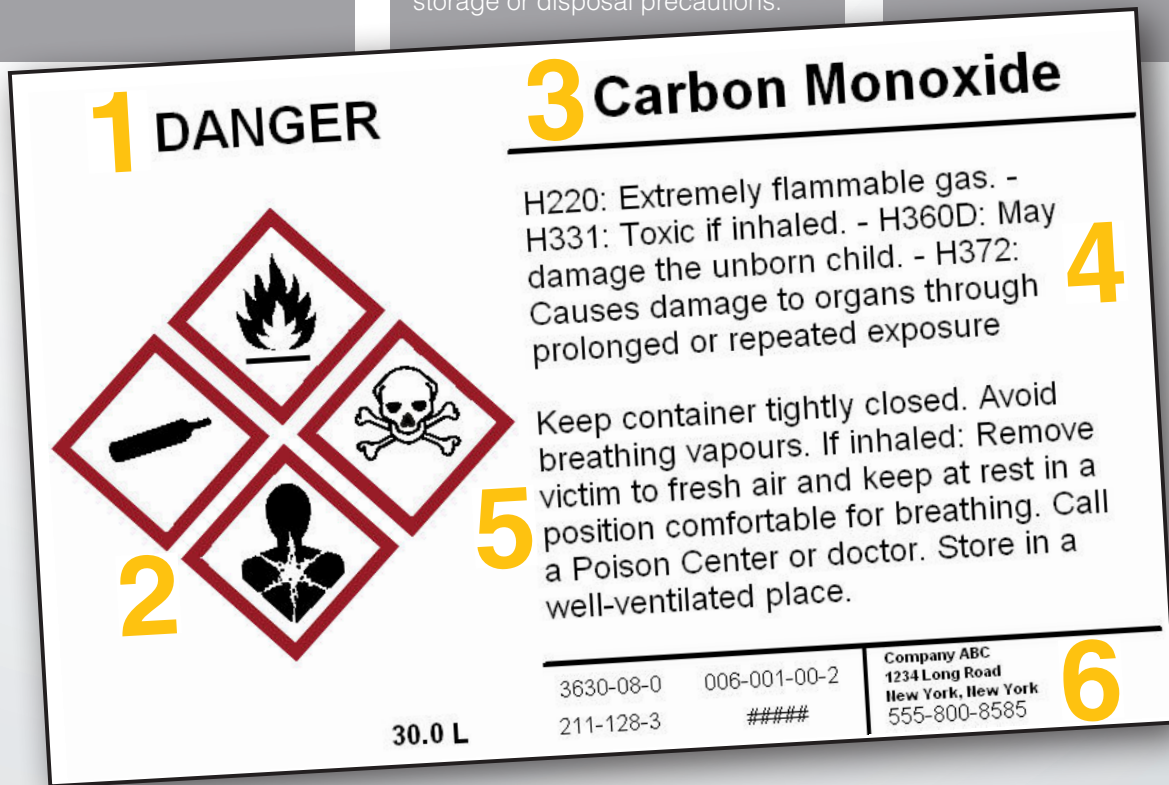 storage or disposal precautions.
1 DANGER
3 Carbon Monoxide
H220: Extremely flammable gas. -
H331: Toxic if inhaled. - H360D: May
damage the unborn child. - H372:
Causes damage to organs through
prolonged or repeated exposure
4
Keep container tightly closed. Avoid
breathing vapours. If inhaled: Remove
victim to fresh air and keep at rest in a
position comfortable for breathing. Call
a Poison Center or doctor. Store in a
well-ventilated place.
5
2
3630-08-0 006-001-00-2
211-128-3 #####
Company ABC
1234 Long Road
New York, New York
555-800-8585
6
30.0 L